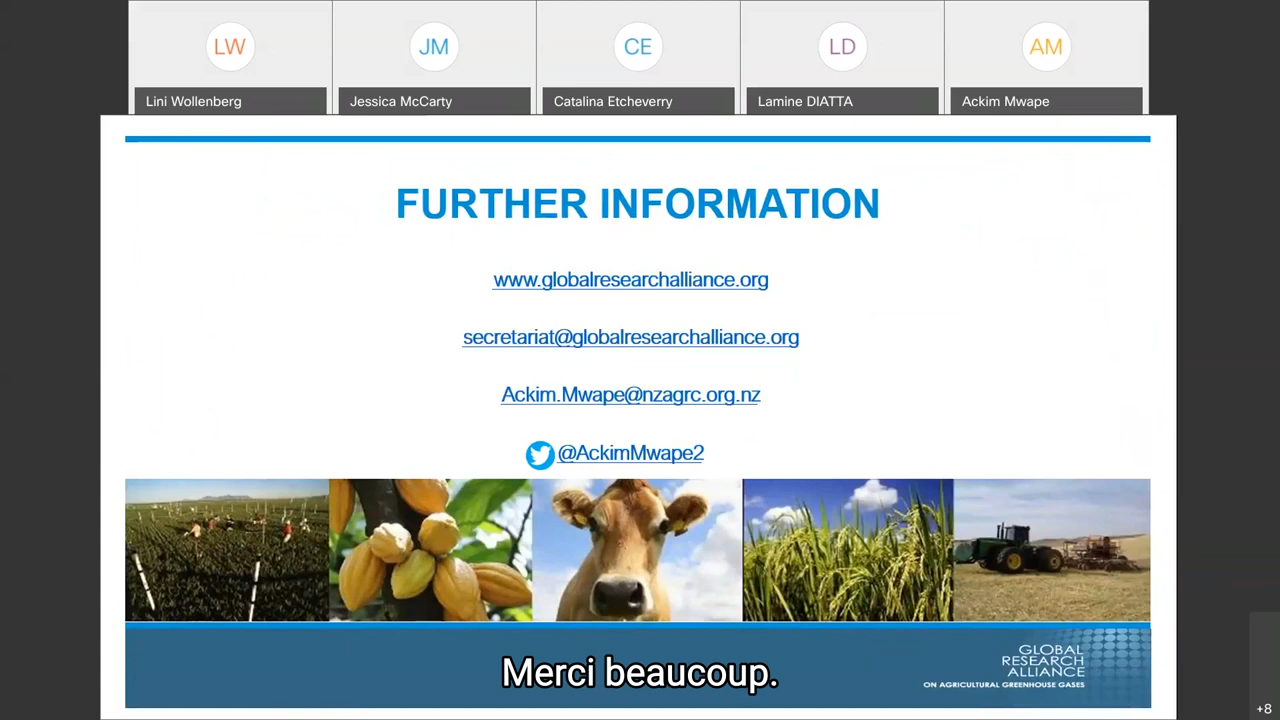 LW
JM
CE
LD
AM
Lini Wollenberg
Jessica McCarty
Catalina Etcheverry
Lamine DIATTA
Ackim Mwape
FURTHER INFORMATION
www.globalresearchalliance.org
secretariat@globalresearchalliance.org
Ackim.Mwape@nzagrc.org.nz
@AckimMwape2
GLOBAL
RESEARCH
ALLIANCE
ON AGRICULTURAL GREENHOUSE GASES
Merci beaucoup.
+8